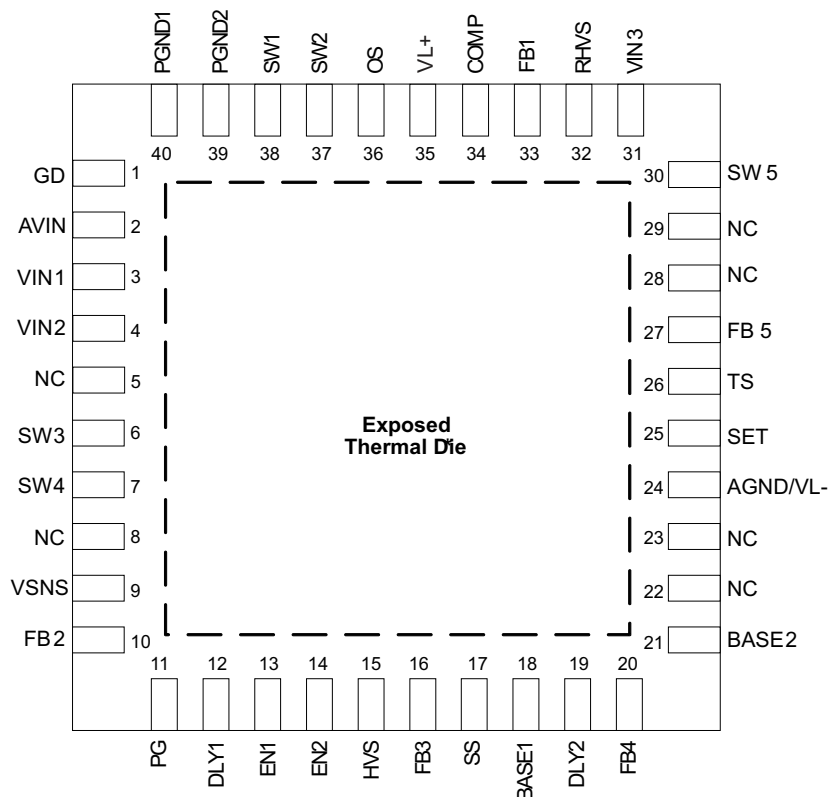 PGND1
PGND2
SW1
SW2
OS
VL+
COMP
FB1
RHVS
VIN3
40
39
38
37
36
35
34
33
32
31
GD 1
AVIN 2
VIN1 3
VIN2 4
NC 5
SW3 6
SW4 7
NC 8
VSNS 9
FB2 10
30 SW 5
29 NC
28 NC
27 FB 5
26 TS
25 SET
24 AGND/VL-
23 NC
22 NC
21 BASE2
Exposed
Thermal Die*
11
12
13
14
15
16
17
18
19
20
PG
DLY1
EN1
EN2
HVS
FB3
SS
BASE1
DLY2
FB4